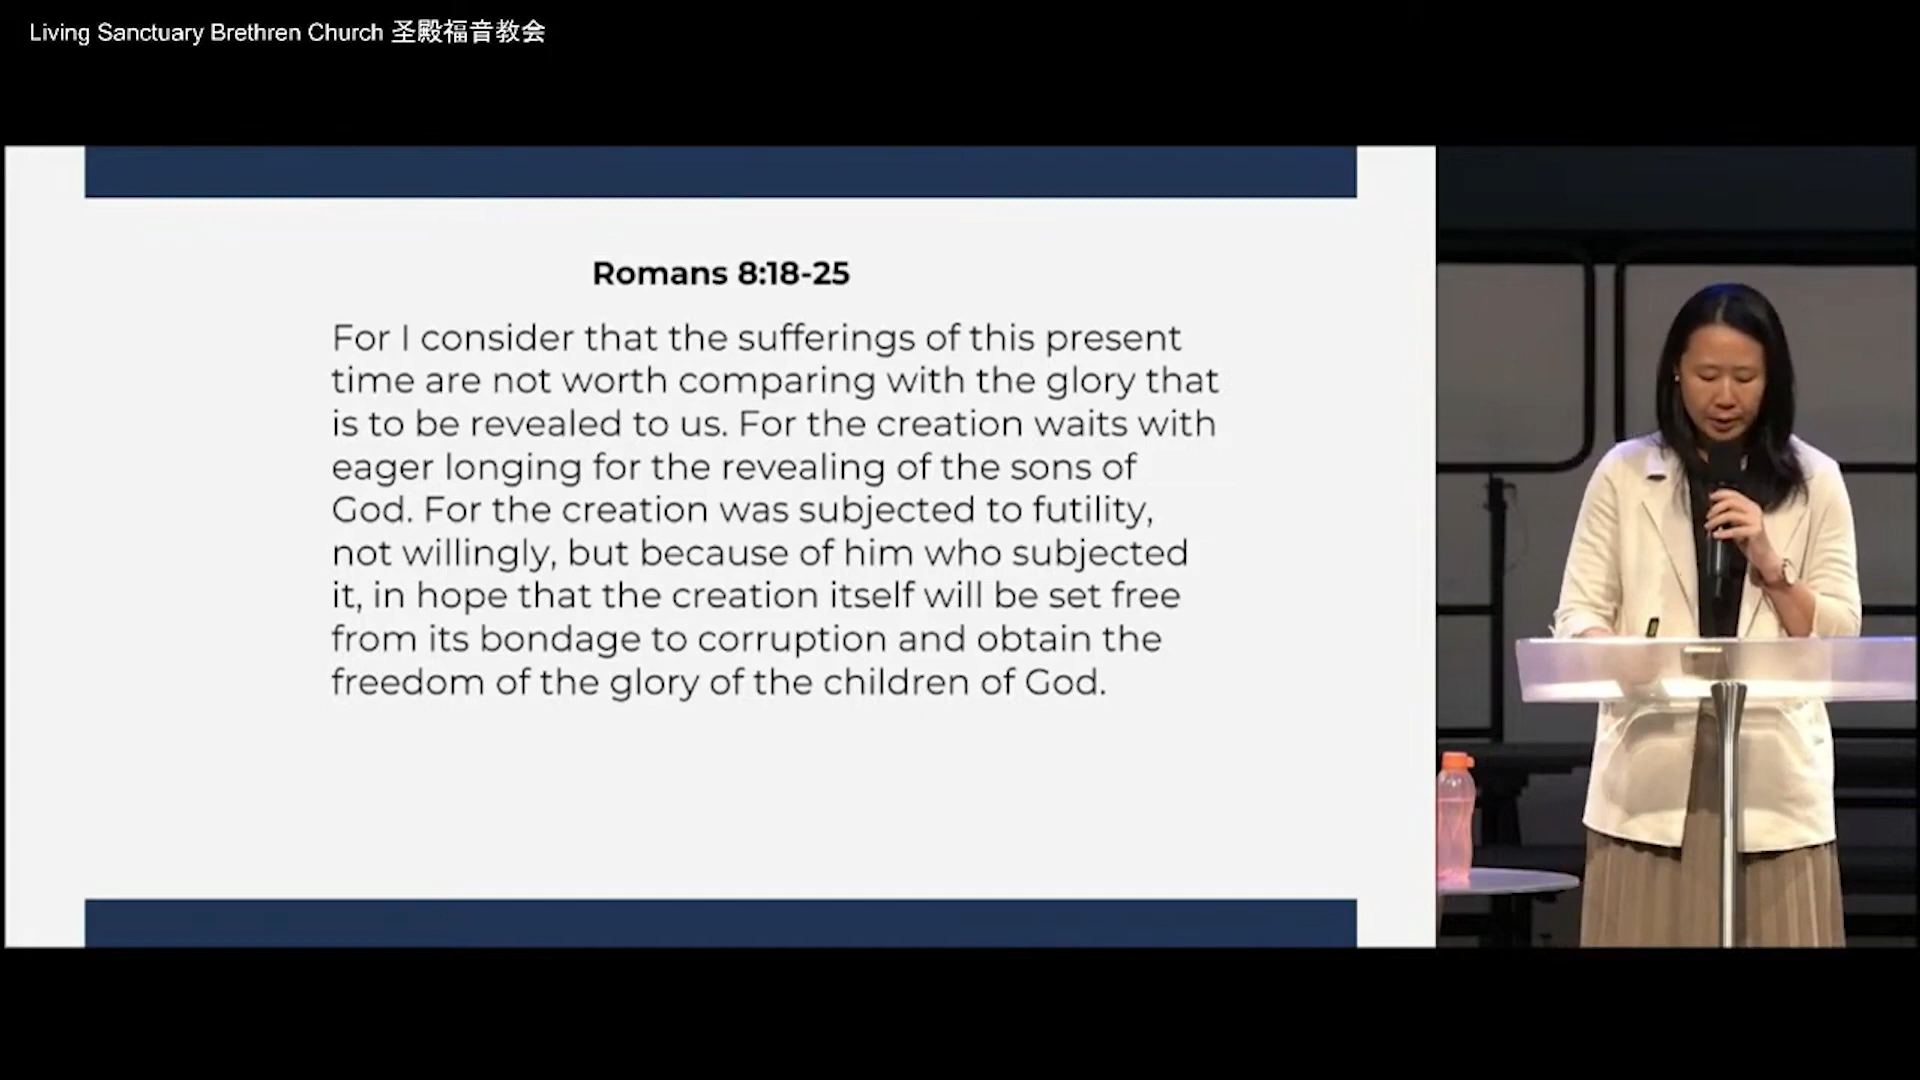 Living Sanctuary Brethren Church 圣殿福音教会
Romans 8:18-25
For I consider that the sufferings of this present
time are not worth comparing with the glory that
is to be revealed to us. For the creation waits with
eager longing for the revealing of the sons of
God. For the creation was subjected to futility,
not willingly, but because of him who subjected
it, in hope that the creation itself will be set free
from its bondage to corruption and obtain the
freedom of the glory of the children of God.